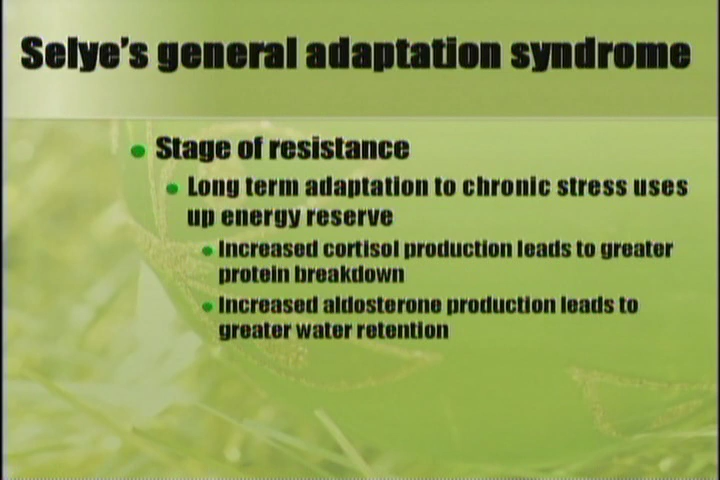 Selye's general adaptation syndrome
Stage of resistance
Long term adaptation to chronic stress uses
up energy reserve
Increased cortisol production leads to greater
protein breakdown
Increased aldosterone production leads to
greater water retention